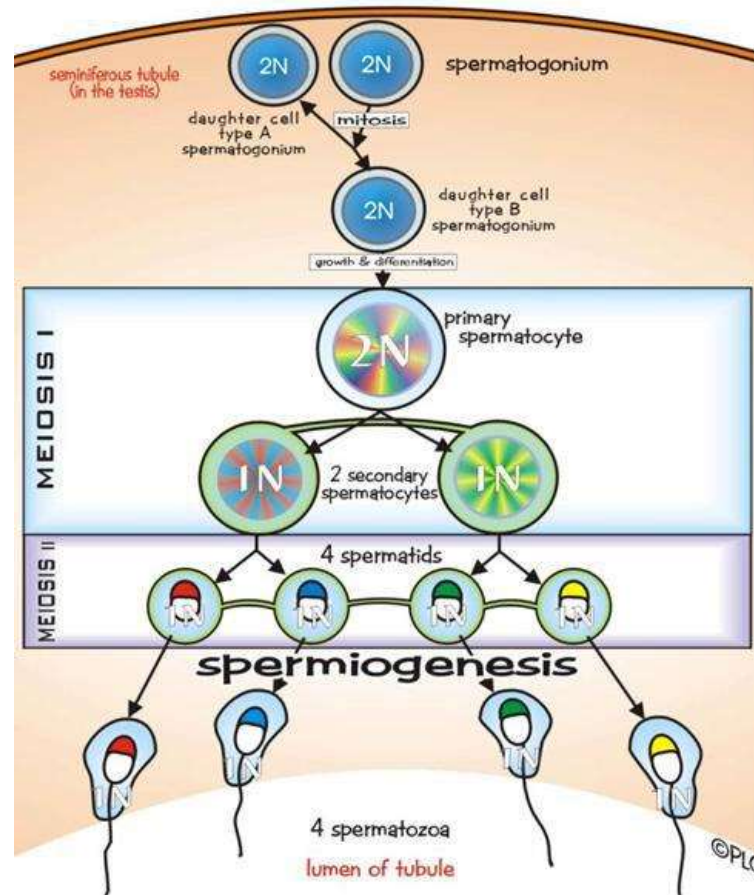 seminiferous tubule
(in the testis)
2N
2N
spermatogonium
daughter cell
type A
spermatogonium
mitosis
2N
daughter cell
type B
spermatogonium
growth & differentiation
MEIOSIS I
2N
primary
spermatocyte
1N
2 secondary
spermatocytes
1N
MEIOSIS II
4 spermatids
1N
1N
1N
1N
spermiogenesis
1N
1N
1N
1N
4 spermatozoa
lumen of tubule
©PLC